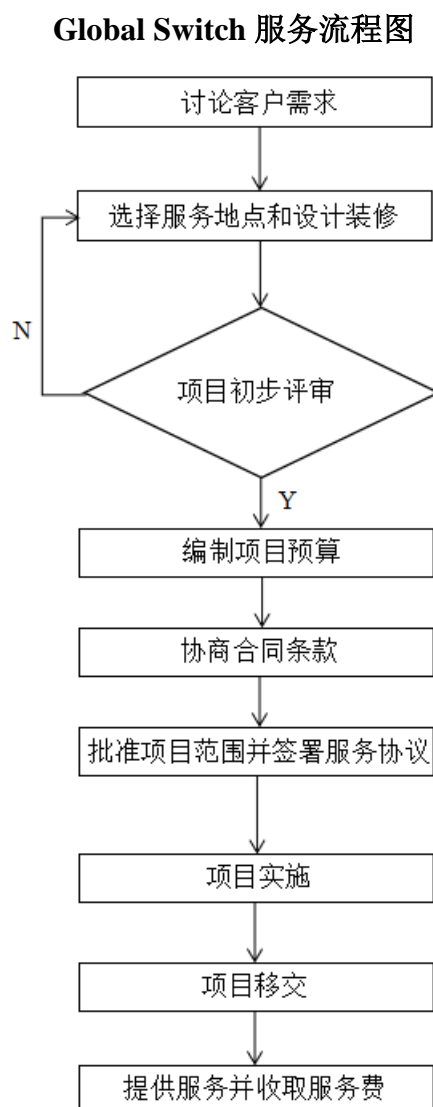 Global Switch 服务流程图
讨论客户需求
选择服务地点和设计装修
N
项目初步评审
Y
编制项目预算
协商合同条款
批准项目范围并签署服务协议
项目实施
项目移交
提供服务并收取服务费